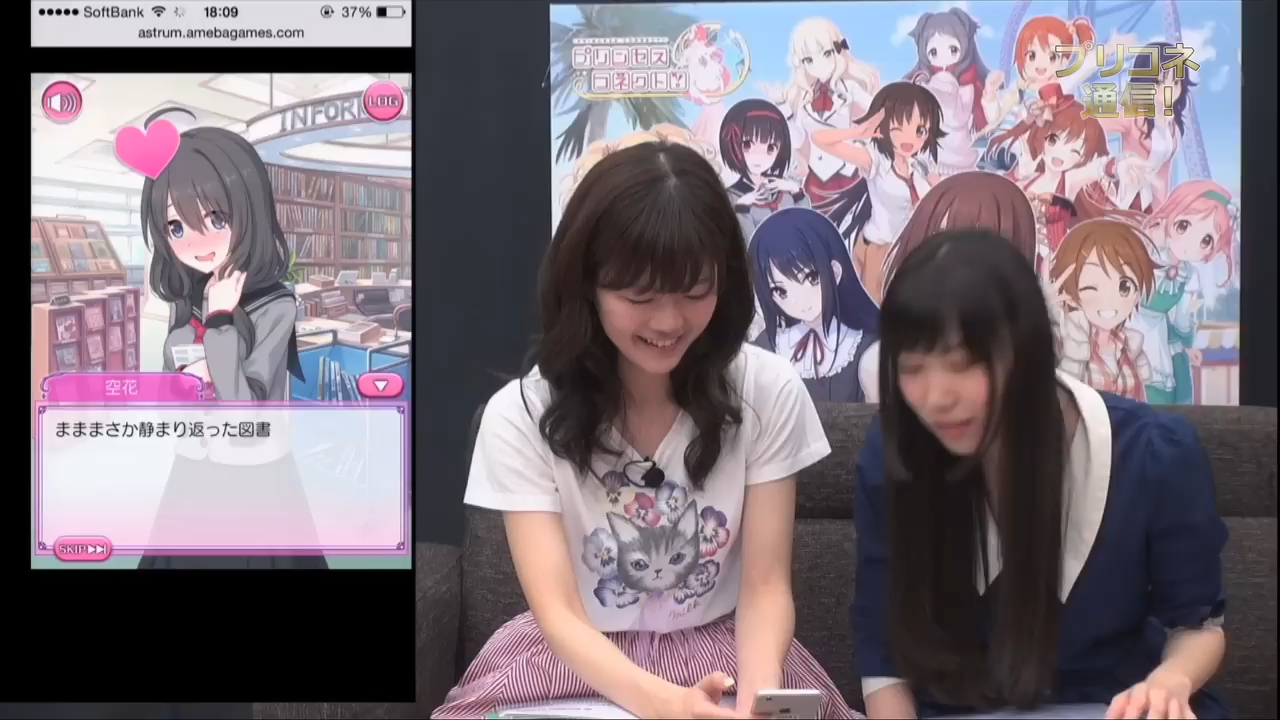 SoftBank 18:09 37%
astrum.amebagames.com
LOG
INFOR
空花
まままさか静まり返った図書
SKIP
プリンセス
コネクト
プリコネ
通信!
milk